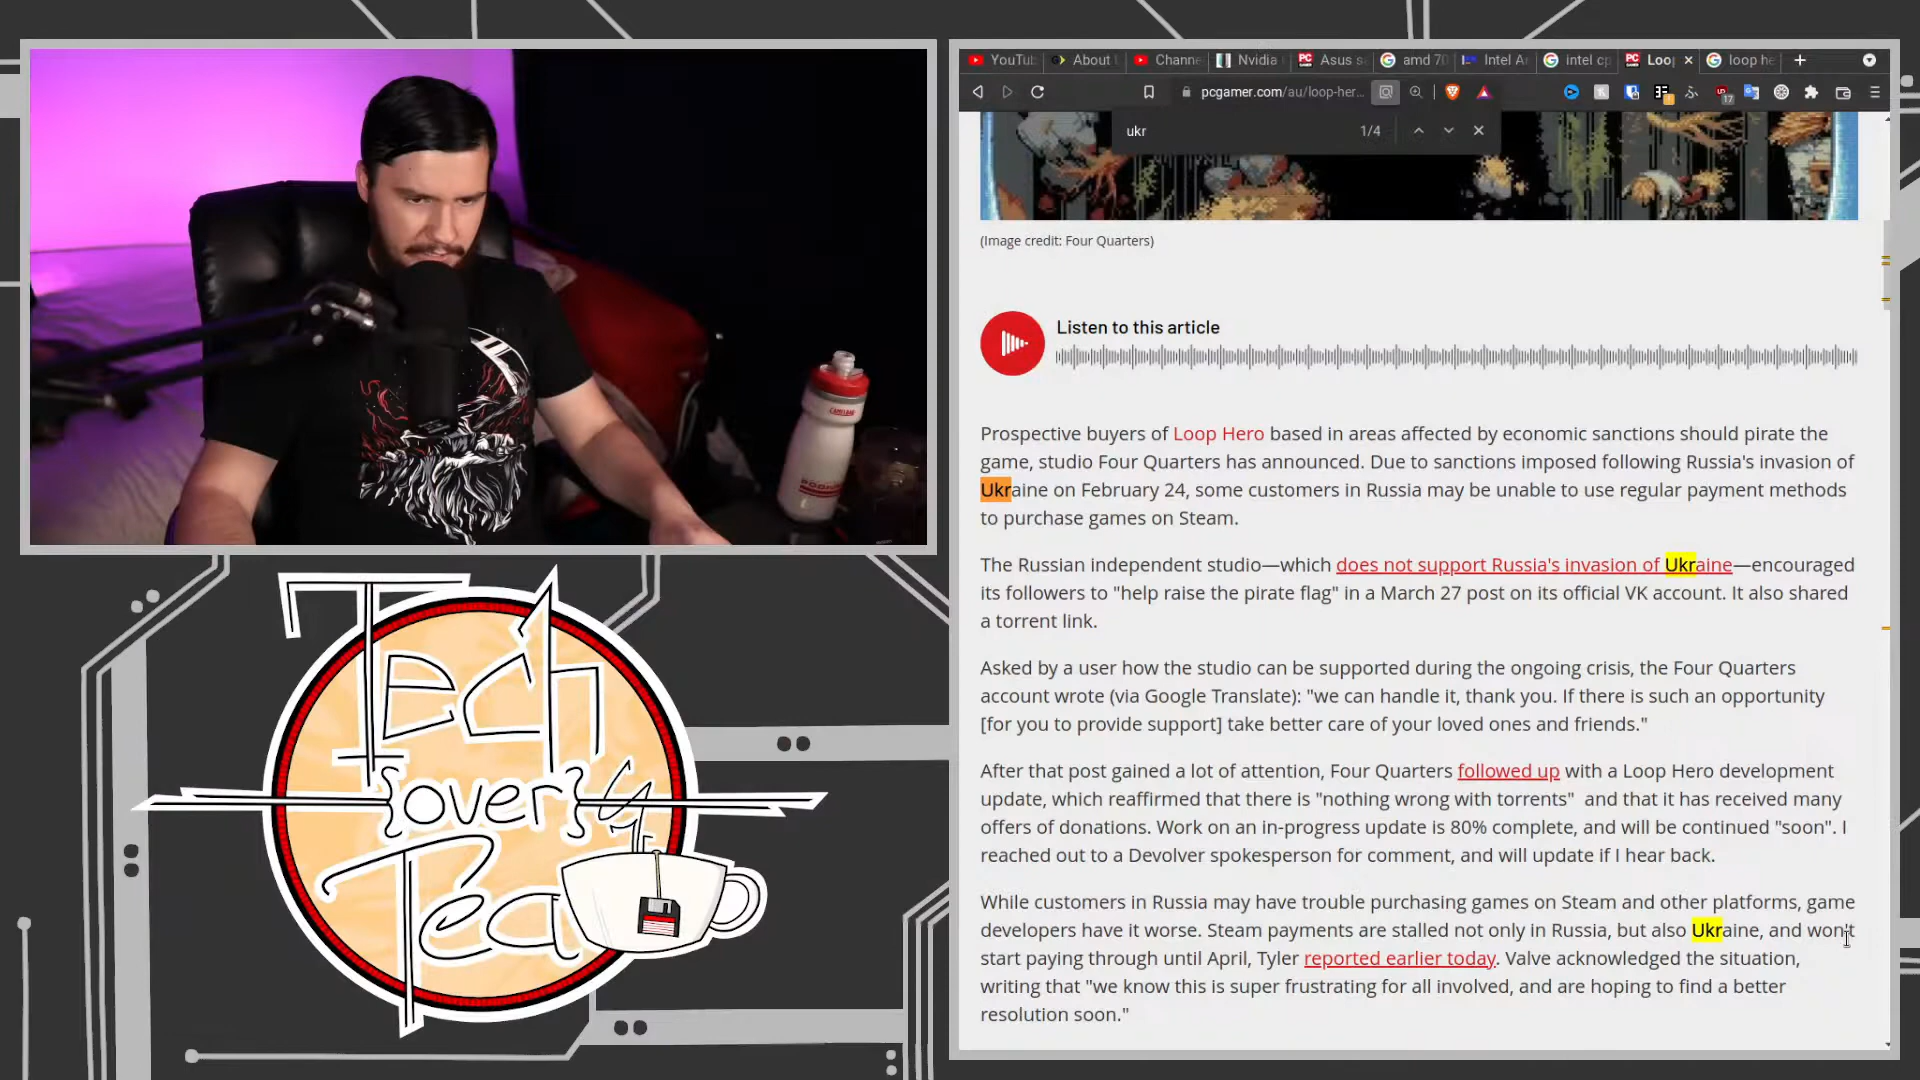 YouTu
About
Channe
Nvidia
Asus s
amd 70
Intel A
intel cp
Loop
loop he
pcgamer.com/au/loop-her...
17
ukr
1/4
(Image credit: Four Quarters)
Listen to this article
Prospective buyers of Loop Hero based in areas affected by economic sanctions should pirate the
game, studio Four Quarters has announced. Due to sanctions imposed following Russia's invasion of
Ukraine on February 24, some customers in Russia may be unable to use regular payment methods
to purchase games on Steam.
The Russian independent studio—which does not support Russia's invasion of Ukraine—encouraged
its followers to "help raise the pirate flag" in a March 27 post on its official VK account. It also shared
a torrent link.
Asked by a user how the studio can be supported during the ongoing crisis, the Four Quarters
account wrote (via Google Translate): "we can handle it, thank you. If there is such an opportunity
[for you to provide support] take better care of your loved ones and friends."
After that post gained a lot of attention, Four Quarters followed up with a Loop Hero development
update, which reaffirmed that there is "nothing wrong with torrents" and that it has received many
offers of donations. Work on an in-progress update is 80% complete, and will be continued "soon". I
reached out to a Devolver spokesperson for comment, and will update if I hear back.
While customers in Russia may have trouble purchasing games on Steam and other platforms, game
developers have it worse. Steam payments are stalled not only in Russia, but also Ukraine, and won't
start paying through until April, Tyler reported earlier today. Valve acknowledged the situation,
writing that "we know this is super frustrating for all involved, and are hoping to find a better
resolution soon."
CAMELBAK
PODIUM
Tech
{over}
Tea